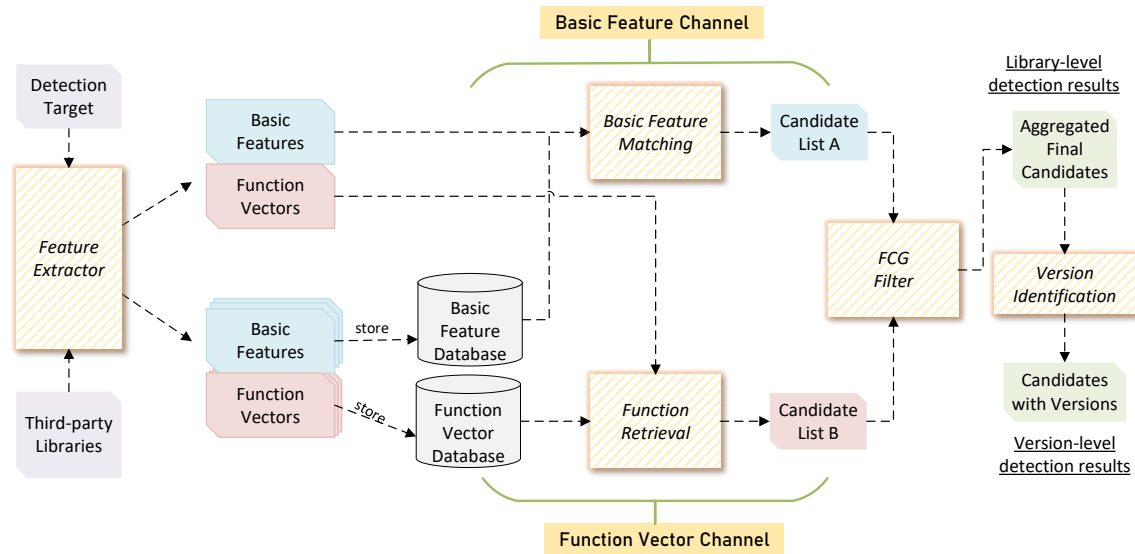 Basic Feature Channel
Detection
Target
Feature
Extractor
Third-party
Libraries
Basic
Features
Function
Vectors
Basic
Features
Function
Vectors
store
store
Basic
Feature
Database
Function
Vector
Database
Basic Feature
Matching
Function
Retrieval
Candidate
List A
Candidate
List B
FCG
Filter
Library-level
detection results
Aggregated
Final
Candidates
Version
Identification
Candidates
with Versions
Version-level
detection results
Function Vector Channel